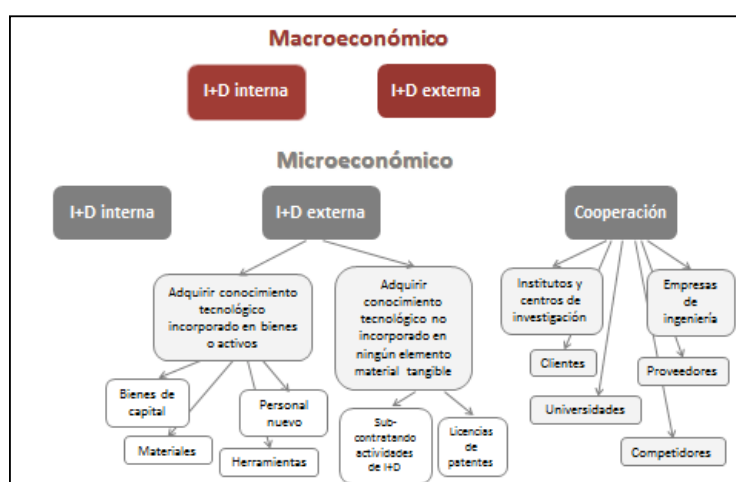 Macroeconómico
I+D interna
I+D externa
Microeconómico
I+D interna
I+D externa
Cooperación
Adquirir conocimiento
tecnológico
incorporado en bienes
o activos
Adquirir
conocimiento
tecnológico no
incorporado en
ningún elemento
material tangible
Institutos y
centros de
investigación
Empresas
de
ingeniería
Clientes
Proveedores
Bienes de
capital
Personal
nuevo
Universidades
Materiales
Herramientas
Sub-
contratando
actividades
de I+D
Licencias
de
patentes
Competidores